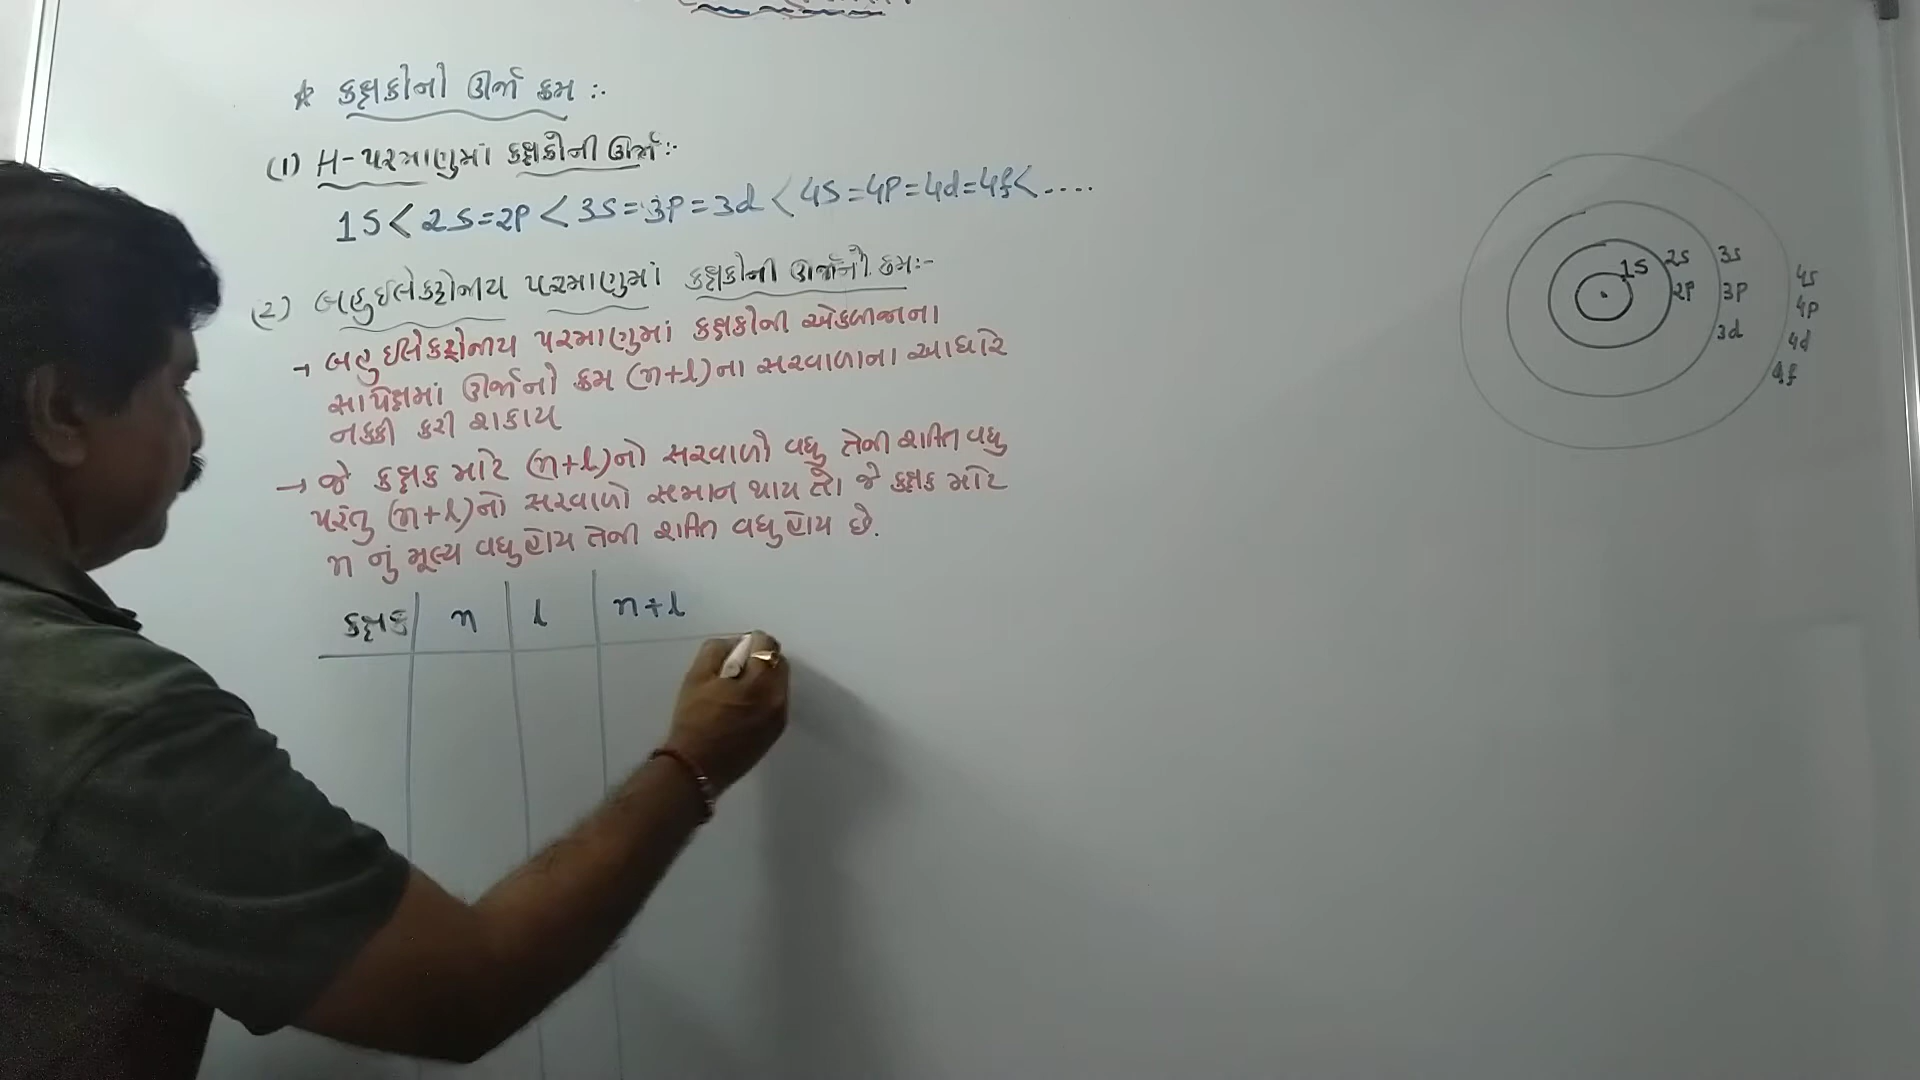 * કક્ષકોનો ઊર્જા ક્રમ :-
(1) H-પરમાણુમાં કક્ષકોની ઊર્જા :-
1S < 2S = 2P < 3S = 3P = 3d < 4S = 4P = 4d = 4f < ....
(2) બહુઇલેક્ટ્રોનીય પરમાણુમાં કક્ષકોની ઊર્જાનો ક્રમ :-
→ બહુઇલેક્ટ્રોનીય પરમાણુમાં કક્ષકોની એકબીજાના
સાપેક્ષમાં ઊર્જાનો ક્રમ (n+l) ના સરવાળાના આધારે
નક્કી કરી શકાય
→ જે કક્ષક માટે (n+l) નો સરવાળો વધુ તેની શક્તિ વધુ
પરંતુ (n+l) નો સરવાળો સમાન થાય તો જે કક્ષક માટે
n નું મૂલ્ય વધુ હોય તેની શક્તિ વધુ હોય છે.
કક્ષક n l n+l
1S 2S 3S
2P 3P 4S
3d 4P
4d
4f